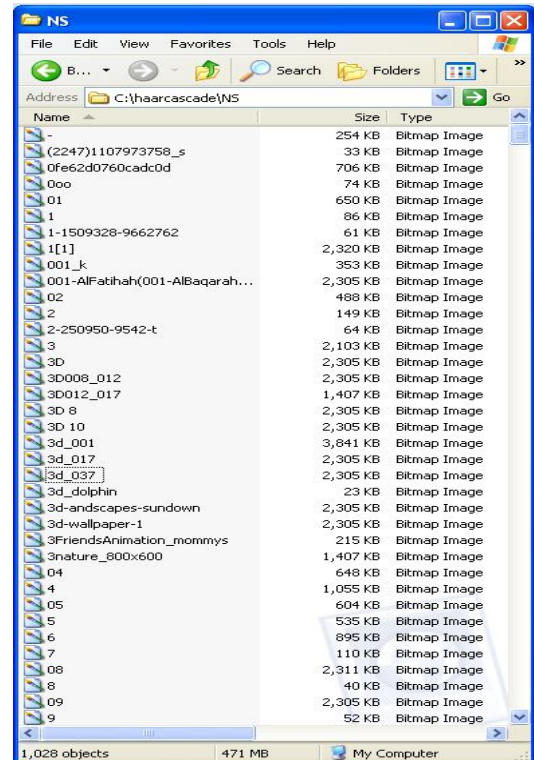 NS
File Edit View Favorites Tools Help
B... Search Folders »
Address C:\haarcascade\NS Go
Name Size Type
- 254 KB Bitmap Image
(2247)1107973758_s 33 KB Bitmap Image
0fe62d0760cadc0d 706 KB Bitmap Image
0oo 74 KB Bitmap Image
01 650 KB Bitmap Image
1 86 KB Bitmap Image
1-1509328-9662762 61 KB Bitmap Image
1[1] 2,320 KB Bitmap Image
001_k 353 KB Bitmap Image
001-AlFatihah(001-AlBaqarah... 2,305 KB Bitmap Image
02 488 KB Bitmap Image
2 149 KB Bitmap Image
2-250950-9542-t 64 KB Bitmap Image
3 2,103 KB Bitmap Image
3D 2,305 KB Bitmap Image
3D008_012 2,305 KB Bitmap Image
3D012_017 1,407 KB Bitmap Image
3D 8 2,305 KB Bitmap Image
3D 10 2,305 KB Bitmap Image
3d_001 3,841 KB Bitmap Image
3d_017 2,305 KB Bitmap Image
3d_037 2,305 KB Bitmap Image
3d_dolphin 23 KB Bitmap Image
3d-andscapes-sundown 2,305 KB Bitmap Image
3d-wallpaper-1 2,305 KB Bitmap Image
3FriendsAnimation_mommys 215 KB Bitmap Image
3nature_800×600 1,407 KB Bitmap Image
04 648 KB Bitmap Image
4 1,055 KB Bitmap Image
05 604 KB Bitmap Image
5 535 KB Bitmap Image
6 895 KB Bitmap Image
7 110 KB Bitmap Image
08 2,311 KB Bitmap Image
8 40 KB Bitmap Image
09 2,305 KB Bitmap Image
9 52 KB Bitmap Image
1,028 objects 471 MB My Computer